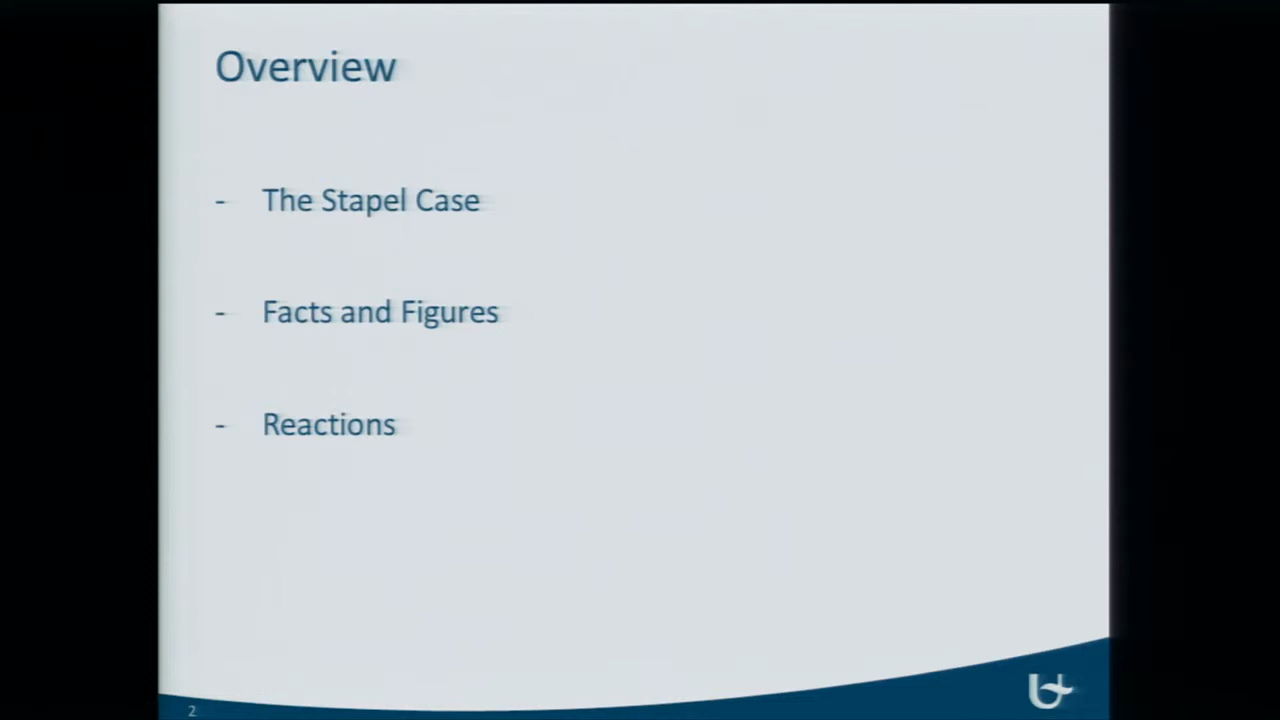 Overview
- The Stapel Case
- Facts and Figures
- Reactions
2